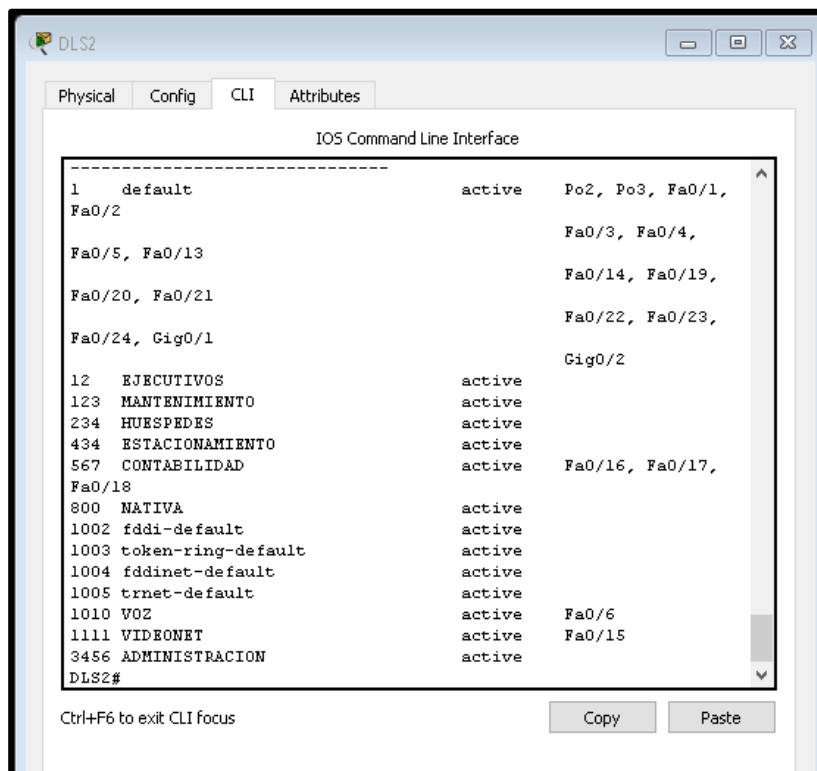 DLS2
Physical Config CLI Attributes
IOS Command Line Interface
-------------------------------
1 default active Po2, Po3, Fa0/1,
Fa0/2
Fa0/3, Fa0/4,
Fa0/5, Fa0/13
Fa0/14, Fa0/19,
Fa0/20, Fa0/21
Fa0/22, Fa0/23,
Fa0/24, Gig0/1
Gig0/2
12 EJECUTIVOS active
123 MANTENIMIENTO active
234 HUESPEDES active
434 ESTACIONAMIENTO active
567 CONTABILIDAD active Fa0/16, Fa0/17,
Fa0/18
800 NATIVA active
1002 fddi-default active
1003 token-ring-default active
1004 fddinet-default active
1005 trnet-default active
1010 VOZ active Fa0/6
1111 VIDEONET active Fa0/15
3456 ADMINISTRACION active
DLS2#
Ctrl+F6 to exit CLI focus Copy Paste